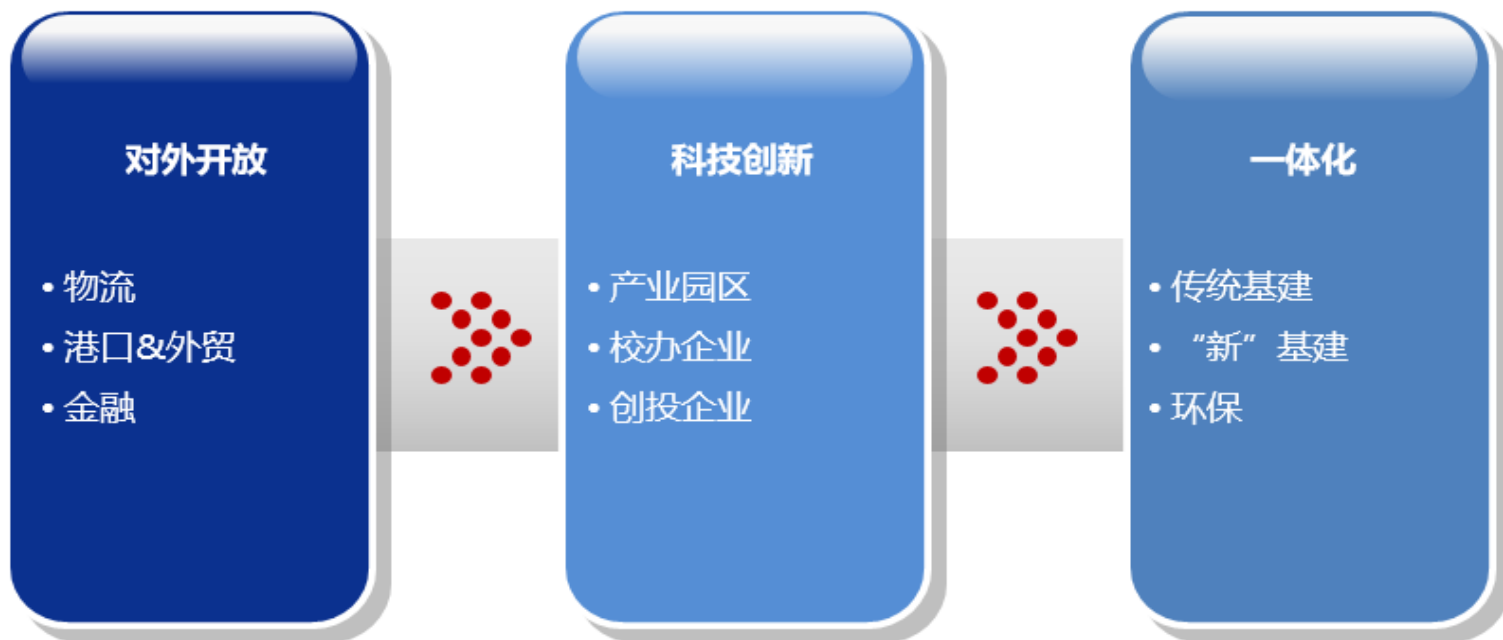 对外开放
• 物流
• 港口&外贸
• 金融
科技创新
• 产业园区
• 校办企业
• 创投企业
一体化
• 传统基建
• “新”基建
• 环保